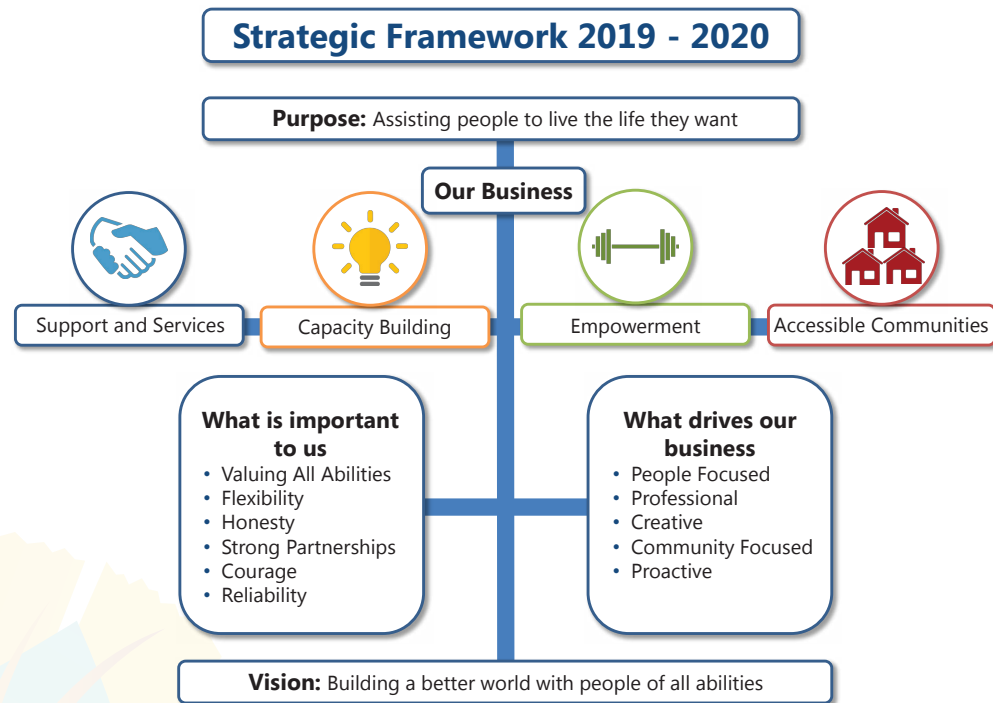 Strategic Framework 2019 - 2020
Purpose: Assisting people to live the life they want
Our Business
Support and Services
Capacity Building
Empowerment
Accessible Communities
What is important
to us
• Valuing All Abilities
• Flexibility
• Honesty
• Strong Partnerships
• Courage
• Reliability
What drives our
business
• People Focused
• Professional
• Creative
• Community Focused
• Proactive
Vision: Building a better world with people of all abilities